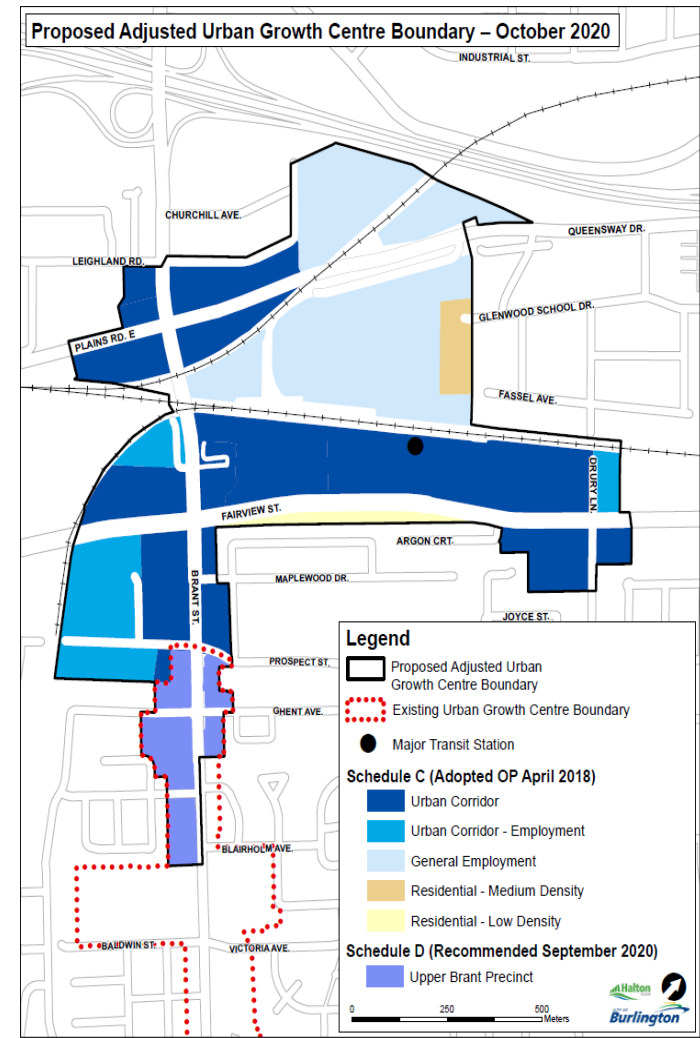 Proposed Adjusted Urban Growth Centre Boundary – October 2020
INDUSTRIAL ST.
CHURCHILL AVE.
QUEENSWAY DR.
LEIGHLAND RD.
GLENWOOD SCHOOL DR.
PLAINS RD. E
FASSEL AVE.
DRURY LN.
FAIRVIEW ST.
ARGON CRT.
BRANT ST.
MAPLEWOOD DR.
JOYCE ST.
PROSPECT ST.
GHENT AVE.
BLAIRHOLM AVE.
BALDWIN ST.
VICTORIA AVE.
Legend
Proposed Adjusted Urban
Growth Centre Boundary
Existing Urban Growth Centre Boundary
Major Transit Station
Schedule C (Adopted OP April 2018)
Urban Corridor
Urban Corridor - Employment
General Employment
Residential - Medium Density
Residential - Low Density
Schedule D (Recommended September 2020)
Upper Brant Precinct
0 250 500
Meters
Halton
Burlington